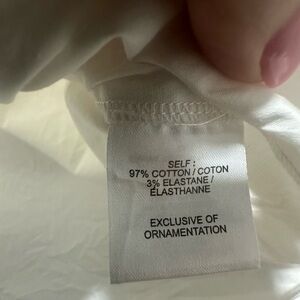 SELF :
97% COTTON / COTON
3% ELASTANE /
ELASTHANNE
EXCLUSIVE OF
ORNAMENTATION